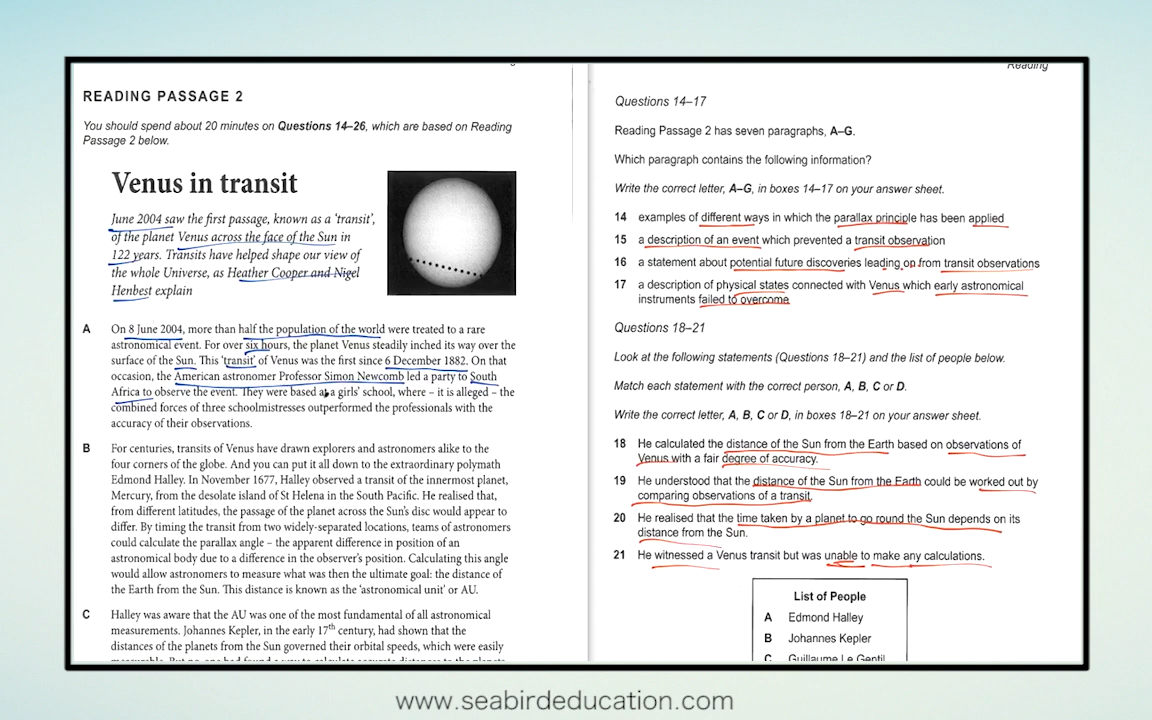 Reading
READING PASSAGE 2
You should spend about 20 minutes on Questions 14–26, which are based on Reading
Passage 2 below.
Venus in transit
June 2004 saw the first passage, known as a ‘transit’,
of the planet Venus across the face of the Sun in
122 years. Transits have helped shape our view of
the whole Universe, as Heather Cooper and Nigel
Henbest explain
A On 8 June 2004, more than half the population of the world were treated to a rare
astronomical event. For over six hours, the planet Venus steadily inched its way over the
surface of the Sun. This ‘transit’ of Venus was the first since 6 December 1882. On that
occasion, the American astronomer Professor Simon Newcomb led a party to South
Africa to observe the event. They were based at a girls’ school, where – it is alleged – the
combined forces of three schoolmistresses outperformed the professionals with the
accuracy of their observations.
B For centuries, transits of Venus have drawn explorers and astronomers alike to the
four corners of the globe. And you can put it all down to the extraordinary polymath
Edmond Halley. In November 1677, Halley observed a transit of the innermost planet,
Mercury, from the desolate island of St Helena in the South Pacific. He realised that,
from different latitudes, the passage of the planet across the Sun’s disc would appear to
differ. By timing the transit from two widely-separated locations, teams of astronomers
could calculate the parallax angle – the apparent difference in position of an
astronomical body due to a difference in the observer’s position. Calculating this angle
would allow astronomers to measure what was then the ultimate goal: the distance of
the Earth from the Sun. This distance is known as the ‘astronomical unit’ or AU.
C Halley was aware that the AU was one of the most fundamental of all astronomical
measurements. Johannes Kepler, in the early 17th century, had shown that the
distances of the planets from the Sun governed their orbital speeds, which were easily
Questions 14–17
Reading Passage 2 has seven paragraphs, A–G.
Which paragraph contains the following information?
Write the correct letter, A–G, in boxes 14–17 on your answer sheet.
14 examples of different ways in which the parallax principle has been applied
15 a description of an event which prevented a transit observation
16 a statement about potential future discoveries leading on from transit observations
17 a description of physical states connected with Venus which early astronomical
instruments failed to overcome
Questions 18–21
Look at the following statements (Questions 18–21) and the list of people below.
Match each statement with the correct person, A, B, C or D.
Write the correct letter, A, B, C or D, in boxes 18–21 on your answer sheet.
18 He calculated the distance of the Sun from the Earth based on observations of
Venus with a fair degree of accuracy.
19 He understood that the distance of the Sun from the Earth could be worked out by
comparing observations of a transit.
20 He realised that the time taken by a planet to go round the Sun depends on its
distance from the Sun.
21 He witnessed a Venus transit but was unable to make any calculations.
List of People
A Edmond Halley
B Johannes Kepler
C Guillaume Le Gentil
www.seabirdeducation.com